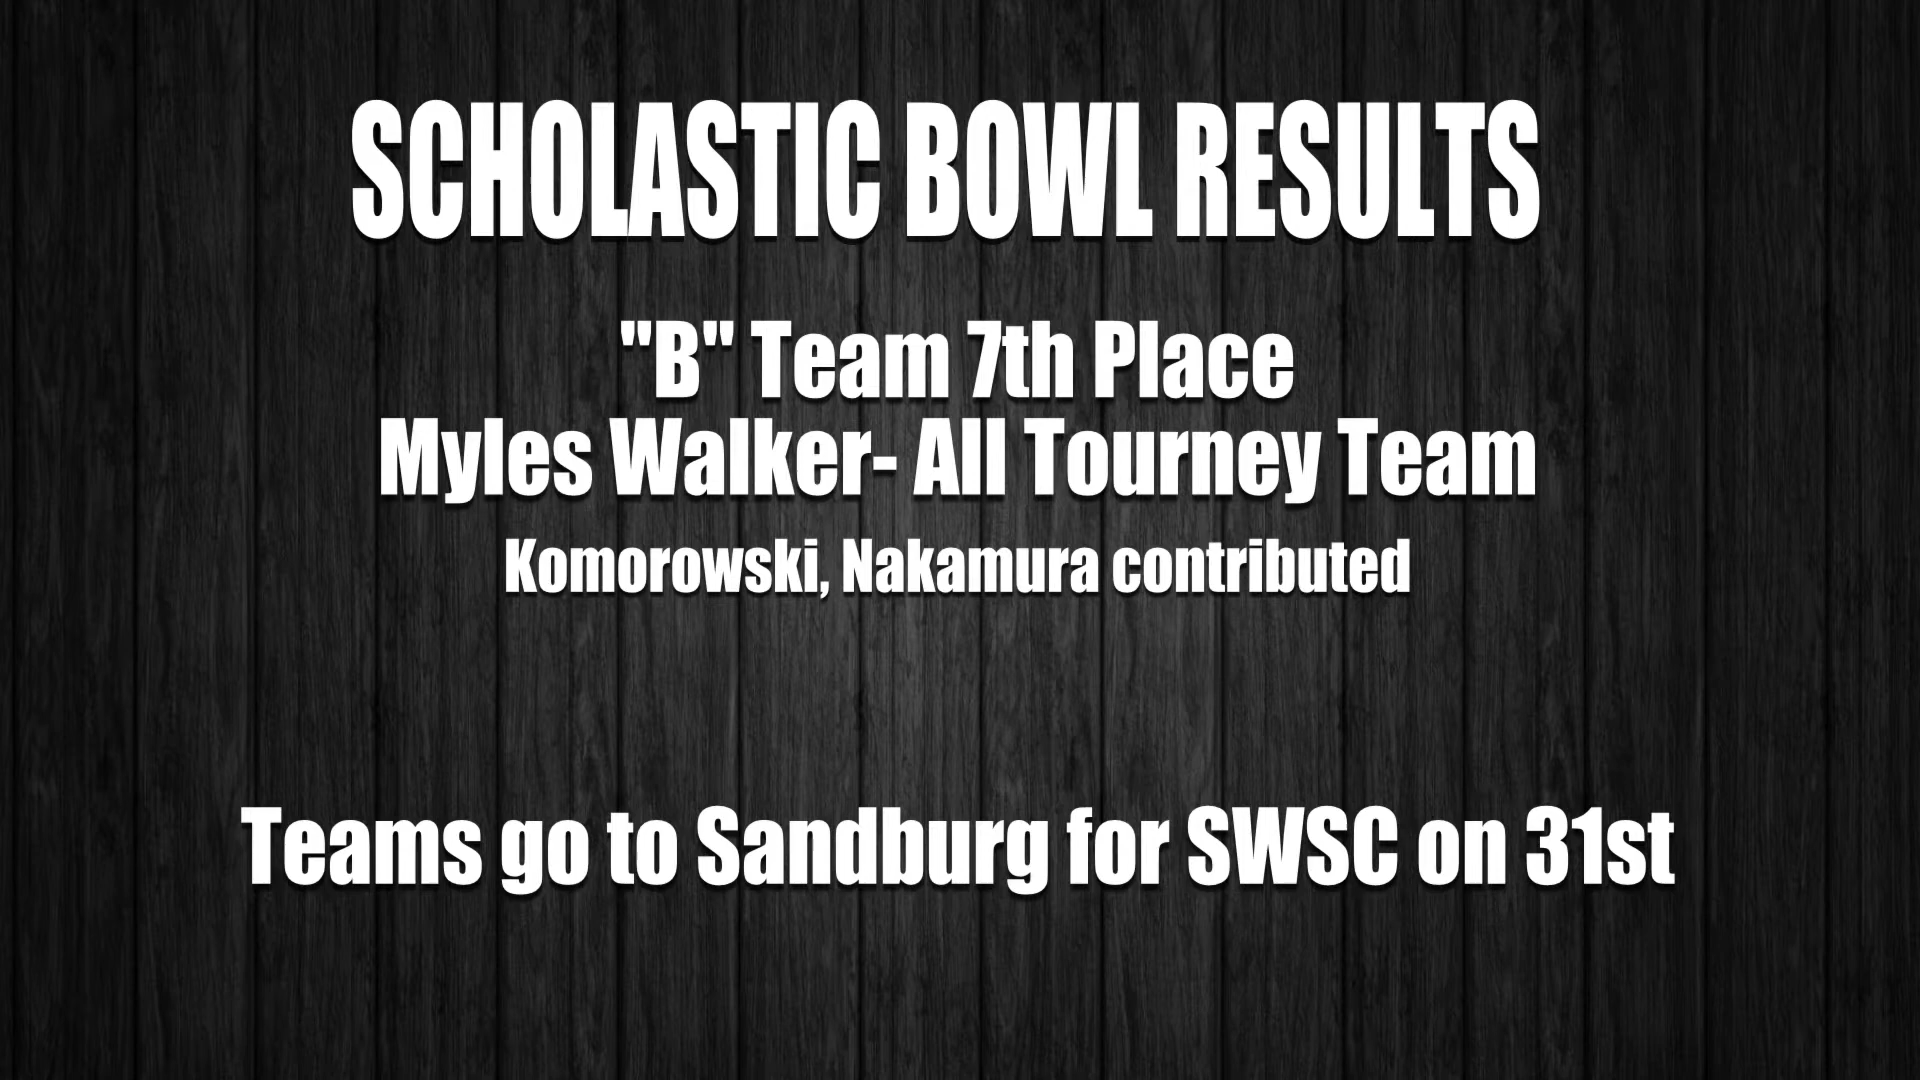 SCHOLASTIC BOWL RESULTS
"B" Team 7th Place
Myles Walker- All Tourney Team
Komorowski, Nakamura contributed
Teams go to Sandburg for SWSC on 31st